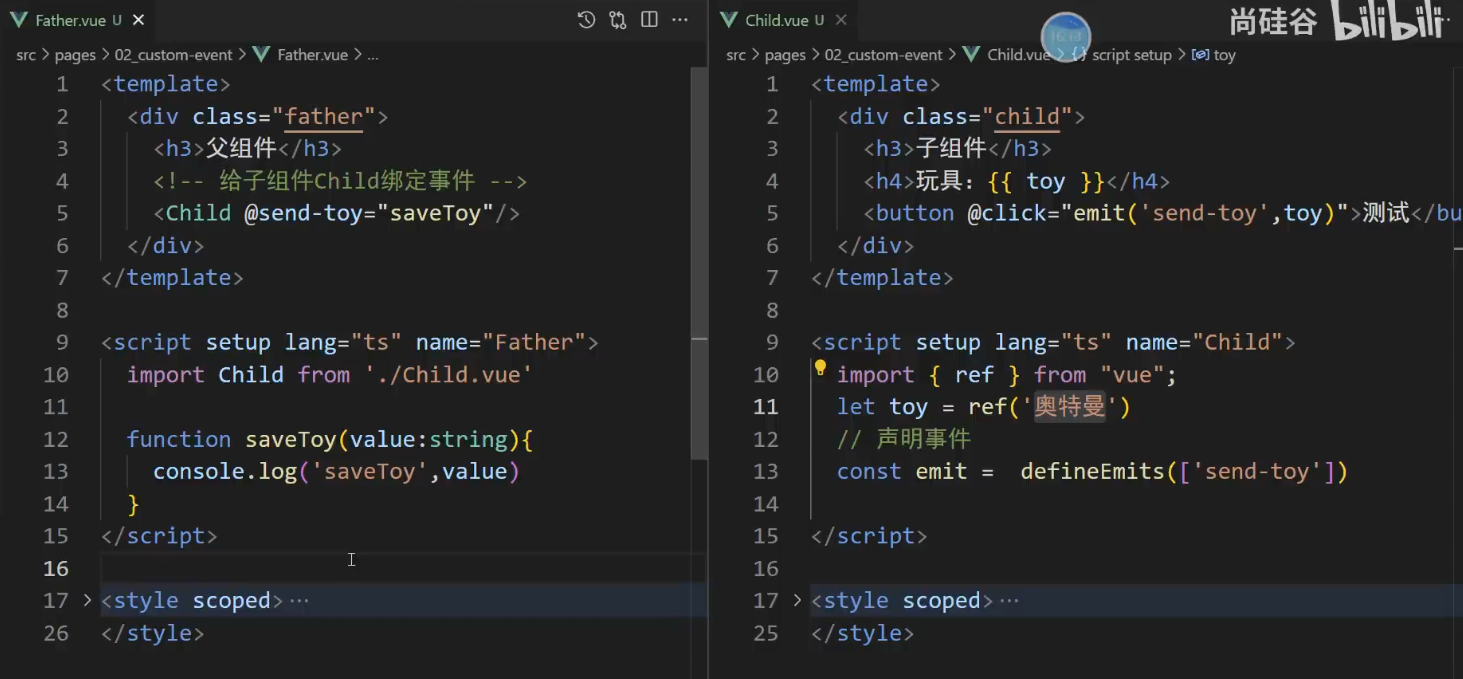 Father.vue U
src > pages > 02_custom-event > Father.vue > ...
1 <template>
2 <div class="father">
3 <h3>父组件</h3>
4 <!-- 给子组件Child绑定事件 -->
5 <Child @send-toy="saveToy"/>
6 </div>
7 </template>
8
9 <script setup lang="ts" name="Father">
10 import Child from './Child.vue'
11
12 function saveToy(value:string){
13 console.log('saveToy',value)
14 }
15 </script>
16
17 <style scoped>...
26 </style>
Child.vue U
尚硅谷 bilibili
src > pages > 02_custom-event > Child.vue > {} script setup > toy
1 <template>
2 <div class="child">
3 <h3>子组件</h3>
4 <h4>玩具：{{ toy }}</h4>
5 <button @click="emit('send-toy',toy)">测试</bu
6 </div>
7 </template>
8
9 <script setup lang="ts" name="Child">
10 import { ref } from "vue";
11 let toy = ref('奥特曼')
12 // 声明事件
13 const emit =  defineEmits(['send-toy'])
14
15 </script>
16
17 <style scoped>...
25 </style>